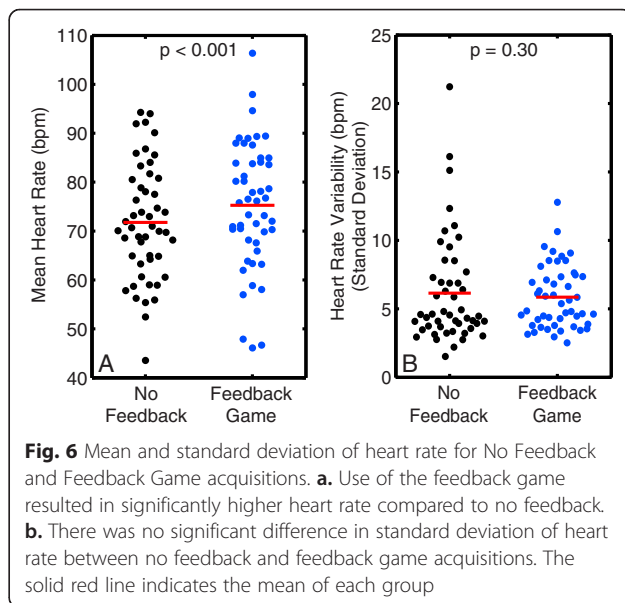 110
100
90
80
70
60
50
40
Mean Heart Rate (bpm)
p < 0.001
A
No
Feedback
Feedback
Game
25
20
15
10
5
0
Heart Rate Variability (bpm)
(Standard Deviation)
p = 0.30
B
No
Feedback
Feedback
Game
Fig. 6 Mean and standard deviation of heart rate for No Feedback
and Feedback Game acquisitions. a. Use of the feedback game
resulted in significantly higher heart rate compared to no feedback.
b. There was no significant difference in standard deviation of heart
rate between no feedback and feedback game acquisitions. The
solid red line indicates the mean of each group